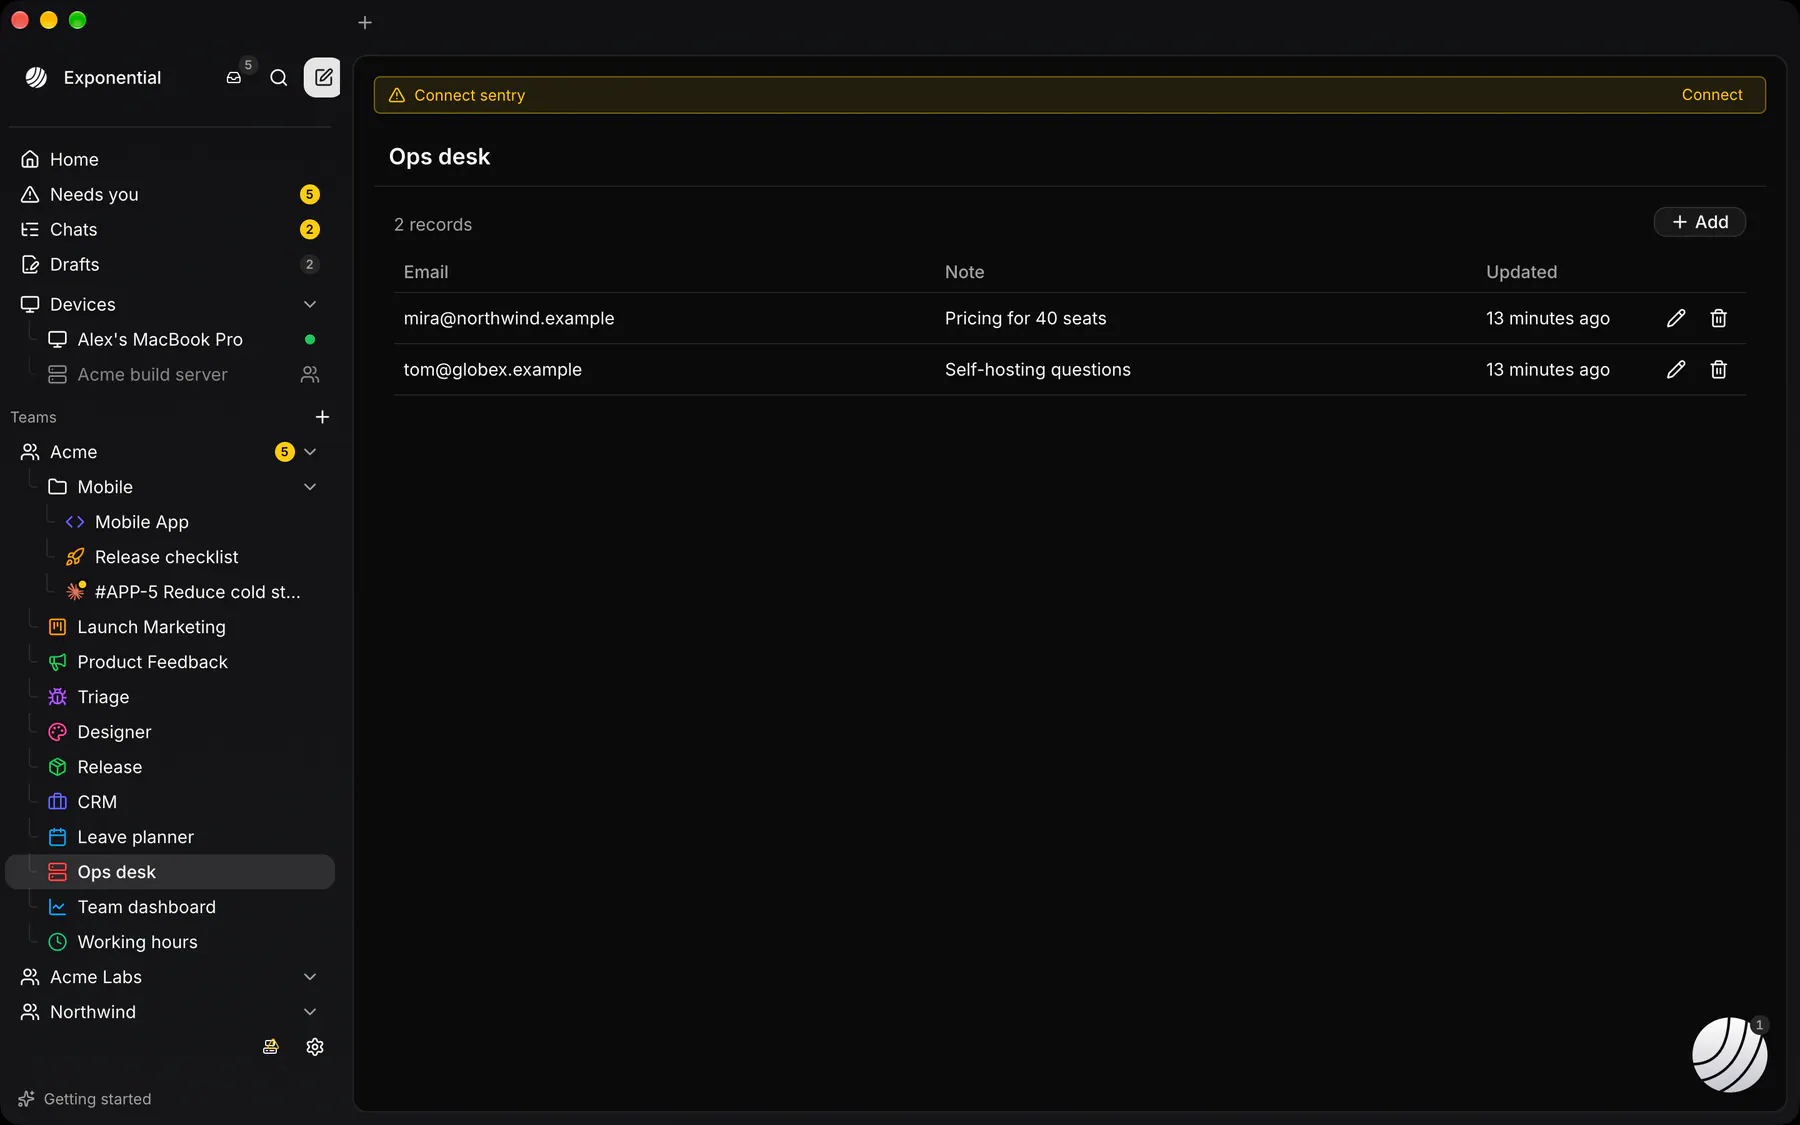 Exponential
5
Home
Needs you 5
Chats 2
Drafts 2
Devices
Alex's MacBook Pro
Acme build server
Teams
Acme 5
Mobile
Mobile App
Release checklist
#APP-5 Reduce cold st...
Launch Marketing
Product Feedback
Triage
Designer
Release
CRM
Leave planner
Ops desk
Team dashboard
Working hours
Acme Labs
Northwind
Getting started
Connect sentry Connect
Ops desk
2 records Add
Email Note Updated
mira@northwind.example Pricing for 40 seats 13 minutes ago
tom@globex.example Self-hosting questions 13 minutes ago
1